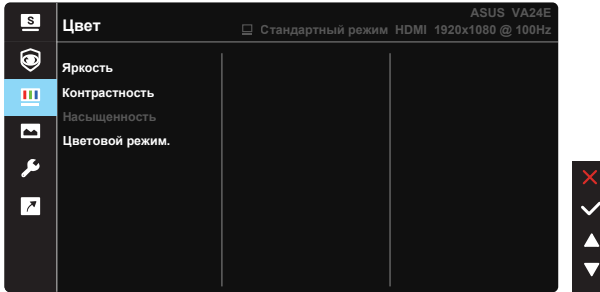 S
Цвет
ASUS VA24E
Стандартный режим HDMI 1920x1080 @ 100Hz
Яркость
Контрастность
Насыщенность
Цветовой режим.